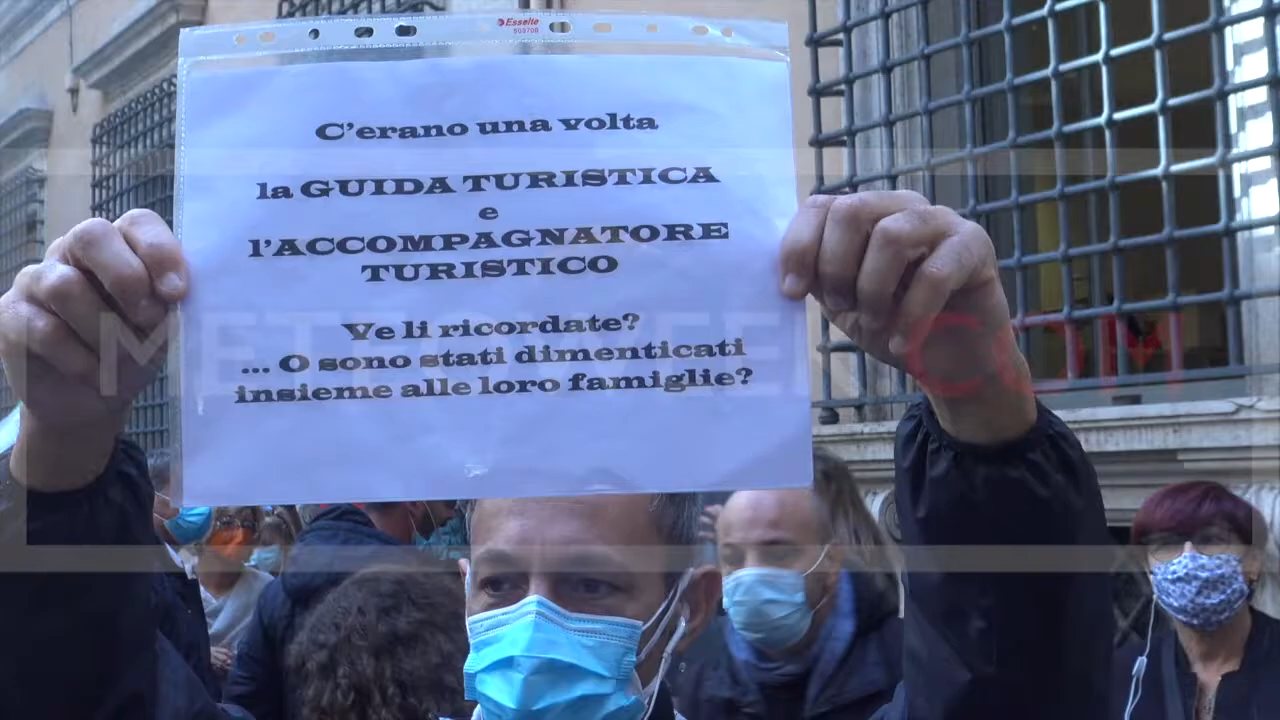 Esselte
C'erano una volta
la GUIDA TURISTICA
e
l'ACCOMPAGNATORE
TURISTICO
Ve li ricordate?
... O sono stati dimenticati
insieme alle loro famiglie?